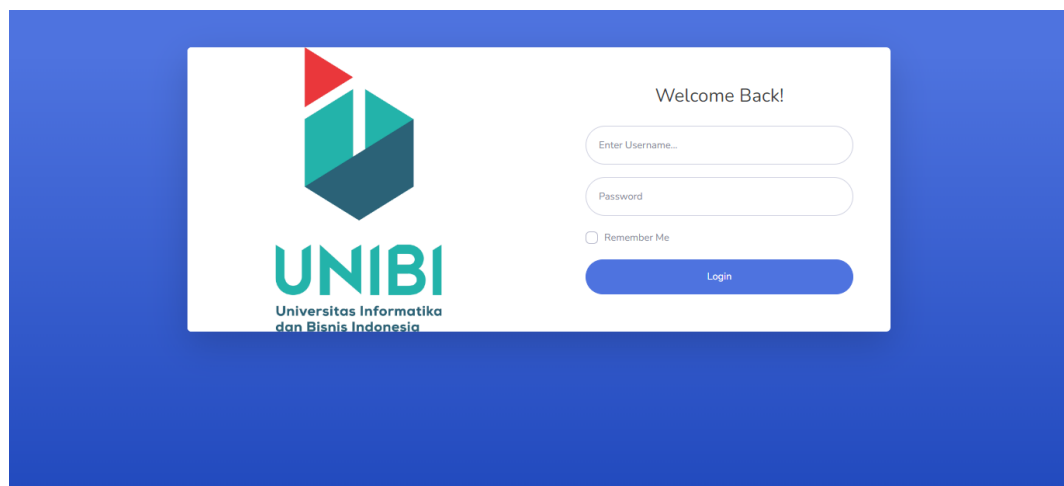 UNIBI
Universitas Informatika
dan Bisnis Indonesia
Welcome Back!
Enter Username...
Password
Remember Me
Login